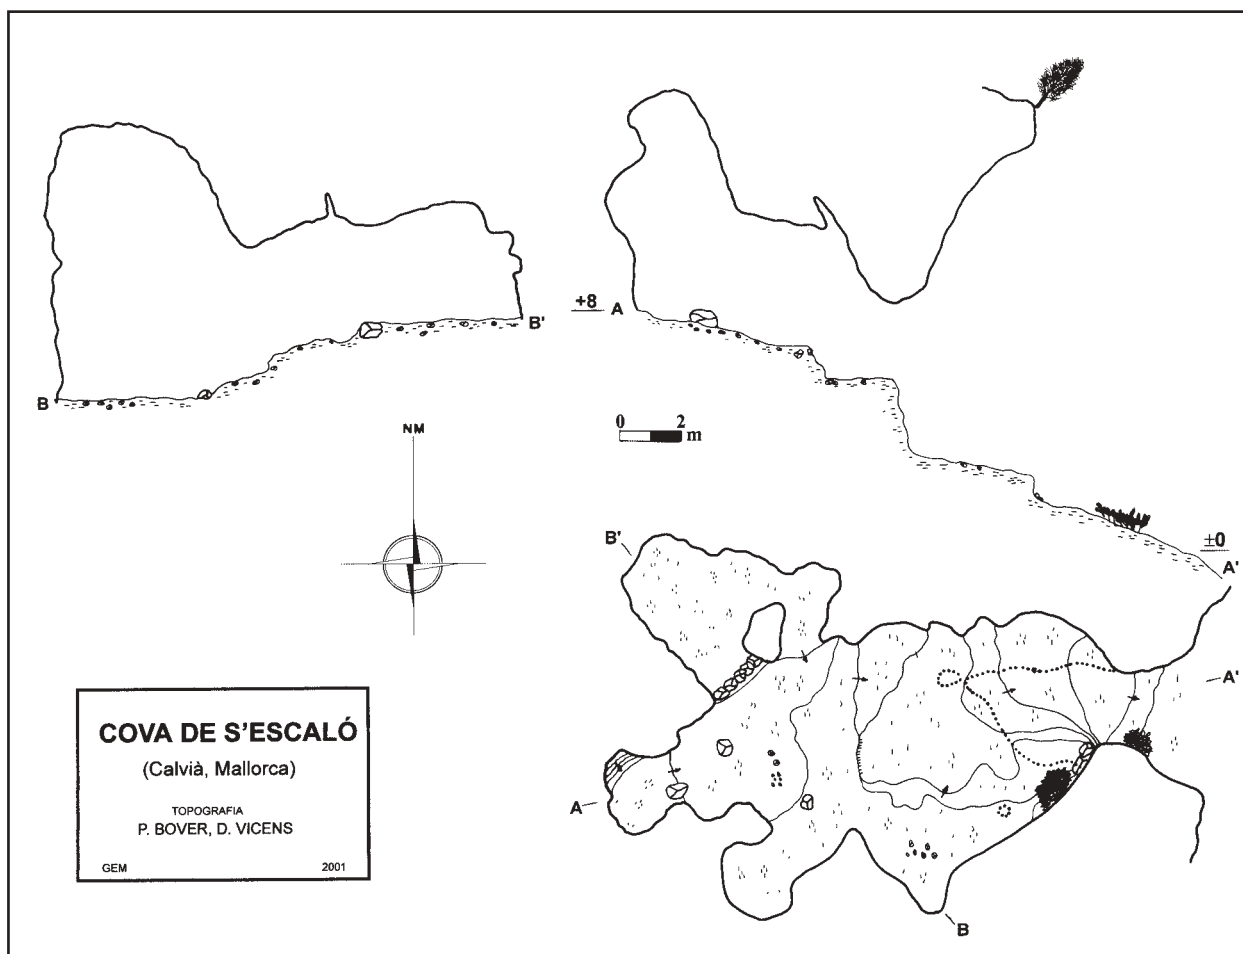 B'
+8
A
B
NM
0 2
m
±0
A'
B'
A'
A
B
COVA DE S'ESCALÓ
(Calvià, Mallorca)
TOPOGRAFIA
P. BOVER, D. VICENS
GEM 2001